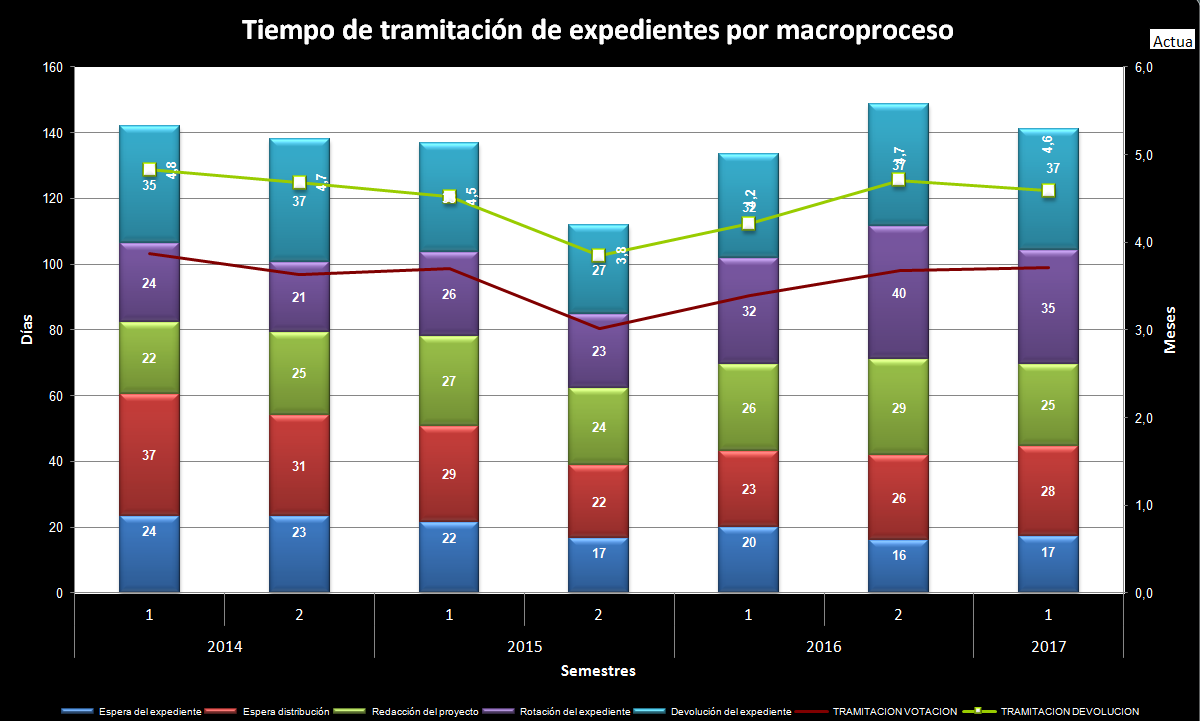 Tiempo de tramitación de expedientes por macroproceso
Actua
160 6,0
140
120 5,0
100 4,0
80 3,0
60
40 2,0
20 1,0
0 0,0
Días
Meses
35 37 27 32 37 37
4,8 4,7 4,5 3,8 4,2 4,7 4,6
24 21 26 23 32 40 35
22 25 27 24 26 29 25
37 31 29 22 23 26 28
24 23 22 17 20 16 17
1 2 1 2 1 2 1
2014 2015 2016 2017
Semestres
Espera del expediente Espera distribución Redacción del proyecto Rotación del expediente Devolución del expediente TRAMITACION VOTACION TRAMITACION DEVOLUCION